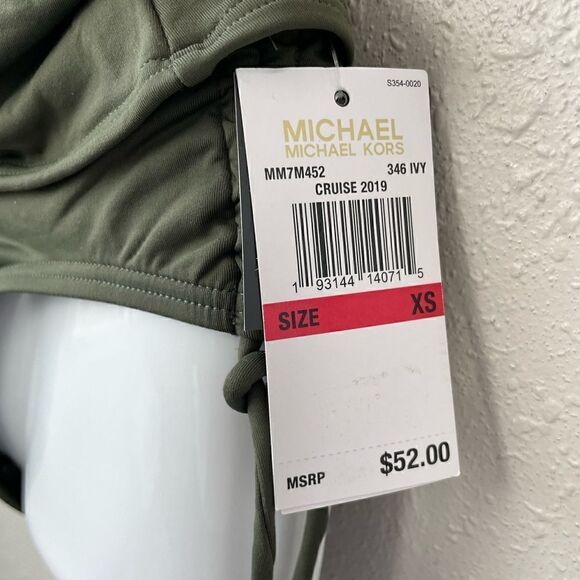 S354-0020
MICHAEL
MICHAEL KORS
MM7M452 346 IVY
CRUISE 2019
1 93144 14071 5
SIZE XS
MSRP $52.00